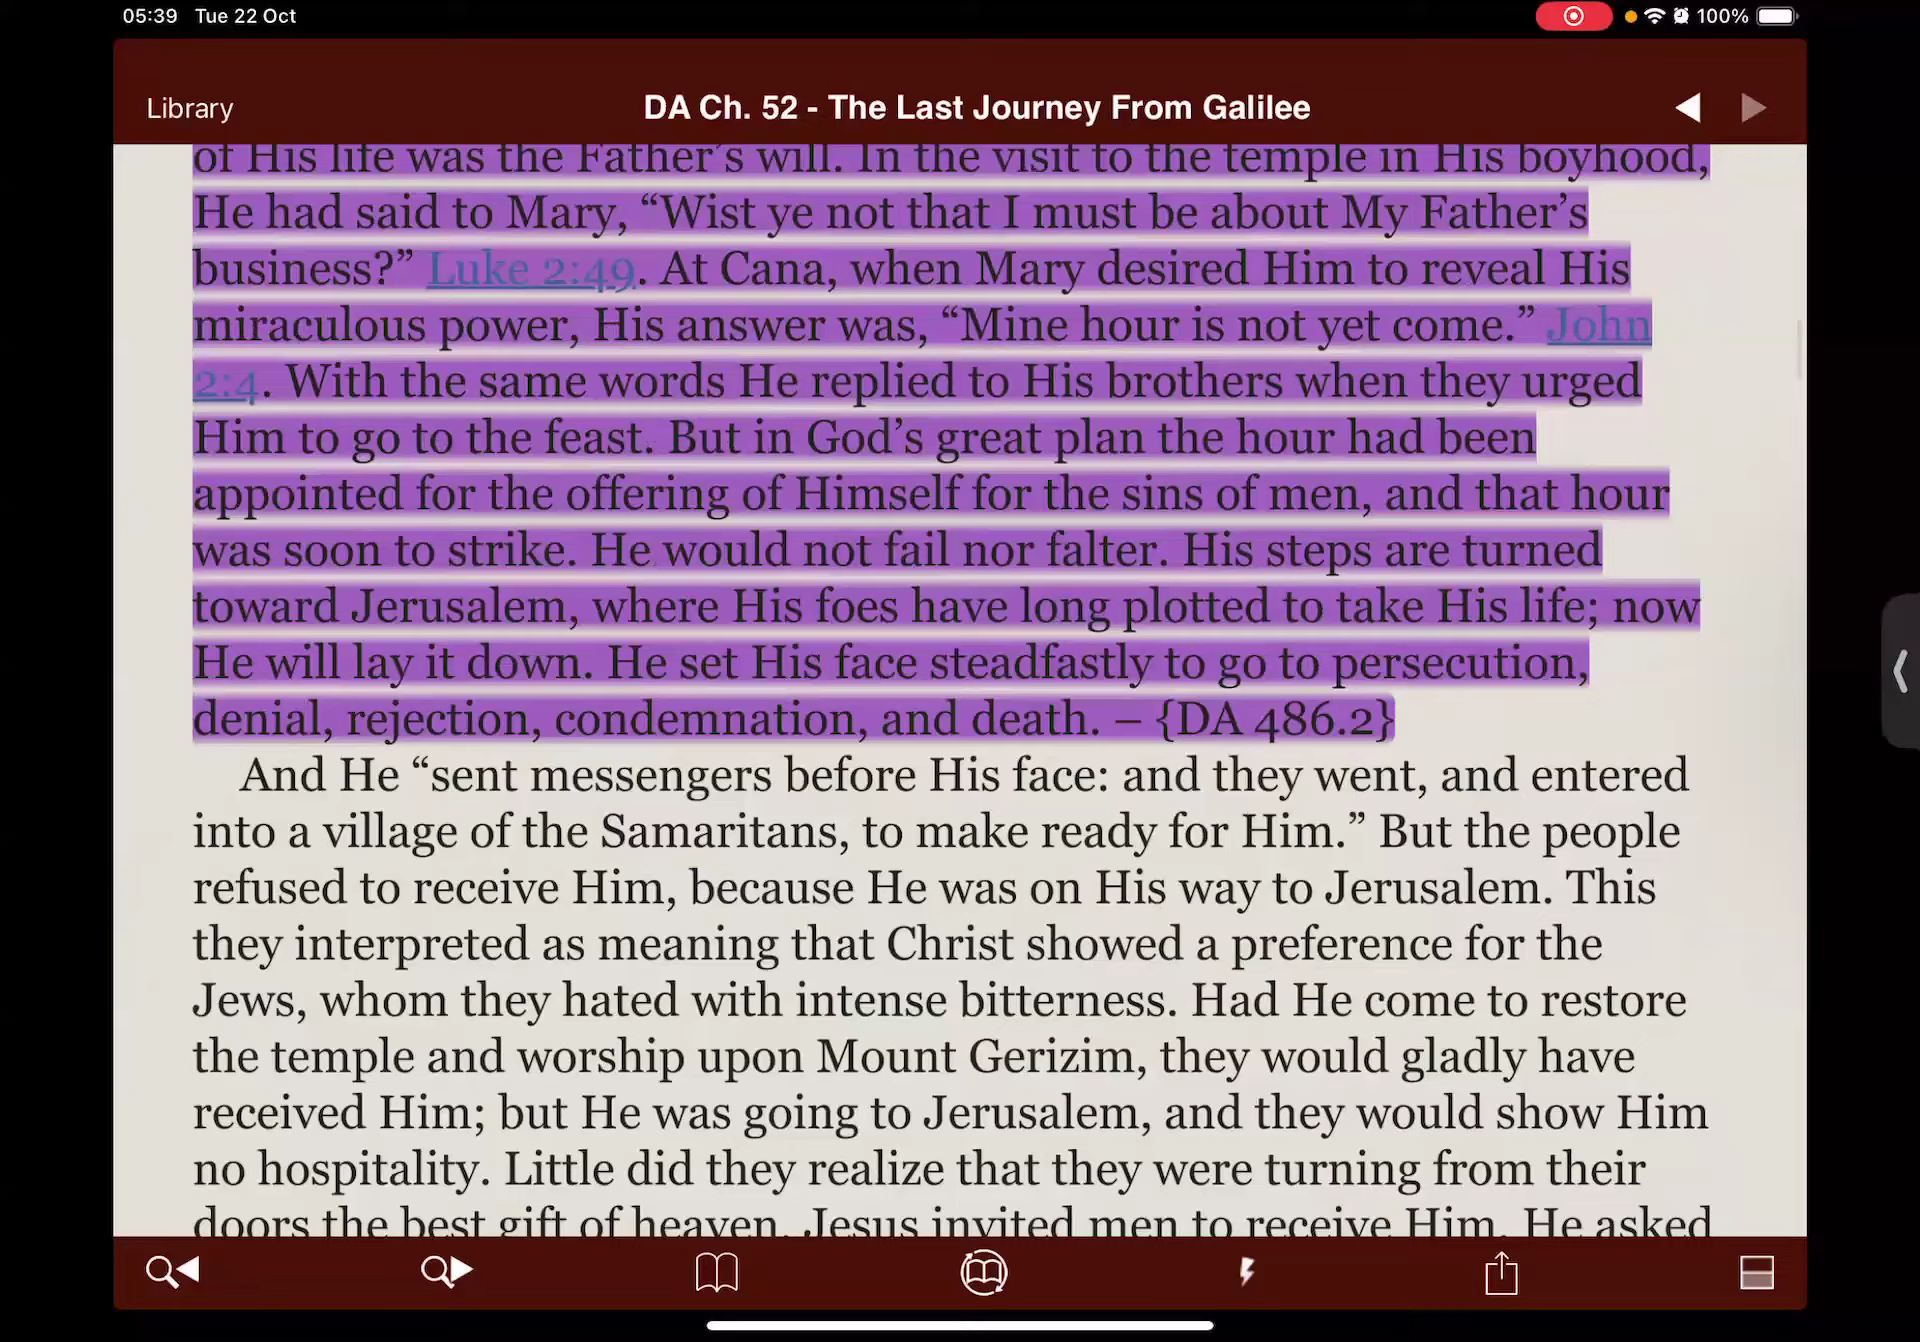 05:39 Tue 22 Oct
100%
Library
DA Ch. 52 - The Last Journey From Galilee
of His life was the Father’s will. In the visit to the temple in His boyhood,
He had said to Mary, “Wist ye not that I must be about My Father’s
business?” Luke 2:49. At Cana, when Mary desired Him to reveal His
miraculous power, His answer was, “Mine hour is not yet come.” John
2:4. With the same words He replied to His brothers when they urged
Him to go to the feast. But in God’s great plan the hour had been
appointed for the offering of Himself for the sins of men, and that hour
was soon to strike. He would not fail nor falter. His steps are turned
toward Jerusalem, where His foes have long plotted to take His life; now
He will lay it down. He set His face steadfastly to go to persecution,
denial, rejection, condemnation, and death. – {DA 486.2}
And He “sent messengers before His face: and they went, and entered
into a village of the Samaritans, to make ready for Him.” But the people
refused to receive Him, because He was on His way to Jerusalem. This
they interpreted as meaning that Christ showed a preference for the
Jews, whom they hated with intense bitterness. Had He come to restore
the temple and worship upon Mount Gerizim, they would gladly have
received Him; but He was going to Jerusalem, and they would show Him
no hospitality. Little did they realize that they were turning from their
doors the best gift of heaven. Jesus invited men to receive Him, He asked